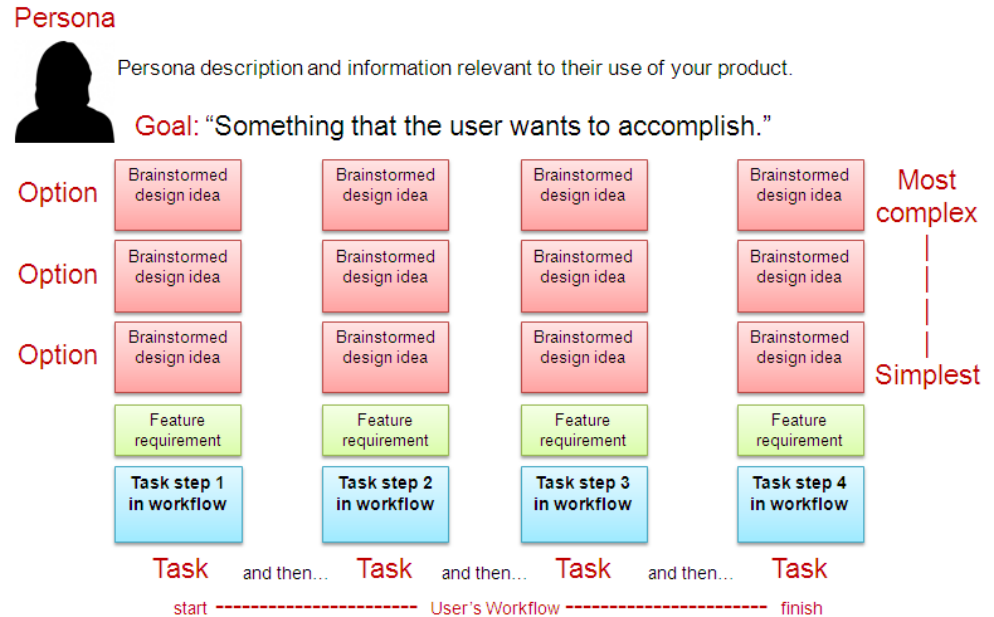 Persona
Persona description and information relevant to their use of your product.
Goal: “Something that the user wants to accomplish.”
Option
Brainstormed
design idea
Brainstormed
design idea
Brainstormed
design idea
Brainstormed
design idea
Most
complex
Option
Brainstormed
design idea
Brainstormed
design idea
Brainstormed
design idea
Brainstormed
design idea
Option
Brainstormed
design idea
Brainstormed
design idea
Brainstormed
design idea
Brainstormed
design idea
Simplest
Feature
requirement
Feature
requirement
Feature
requirement
Feature
requirement
Task step 1
in workflow
Task step 2
in workflow
Task step 3
in workflow
Task step 4
in workflow
Task and then... Task and then... Task and then... Task
start User’s Workflow finish